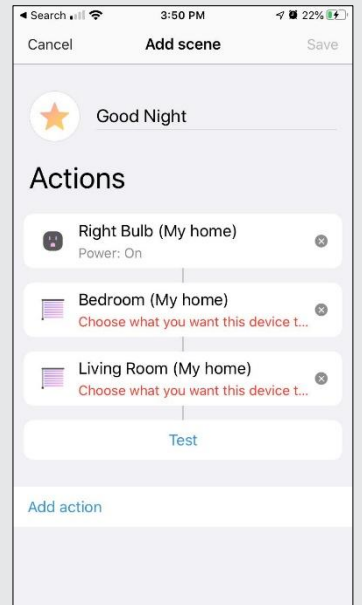 Search
3:50 PM
22%
Cancel
Add scene
Save
Good Night
Actions
Right Bulb (My home)
Power: On
Bedroom (My home)
Choose what you want this device t...
Living Room (My home)
Choose what you want this device t...
Test
Add action